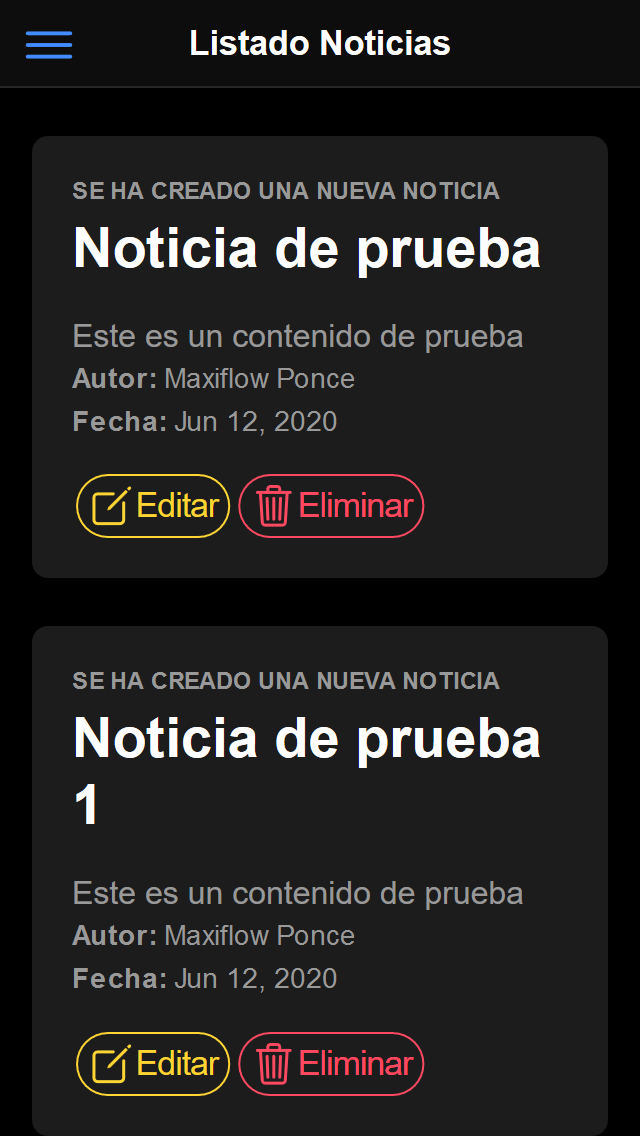 Listado Noticias
SE HA CREADO UNA NUEVA NOTICIA
Noticia de prueba
Este es un contenido de prueba
Autor: Maxiflow Ponce
Fecha: Jun 12, 2020
Editar Eliminar
SE HA CREADO UNA NUEVA NOTICIA
Noticia de prueba
1
Este es un contenido de prueba
Autor: Maxiflow Ponce
Fecha: Jun 12, 2020
Editar Eliminar